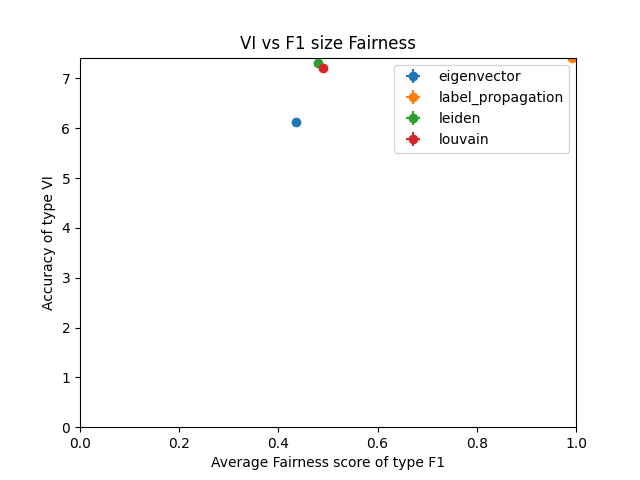 VI vs F1 size Fairness
eigenvector
label_propagation
leiden
louvain
7
6
5
4
3
2
1
0
Accuracy of type VI
0.0 0.2 0.4 0.6 0.8 1.0
Average Fairness score of type F1